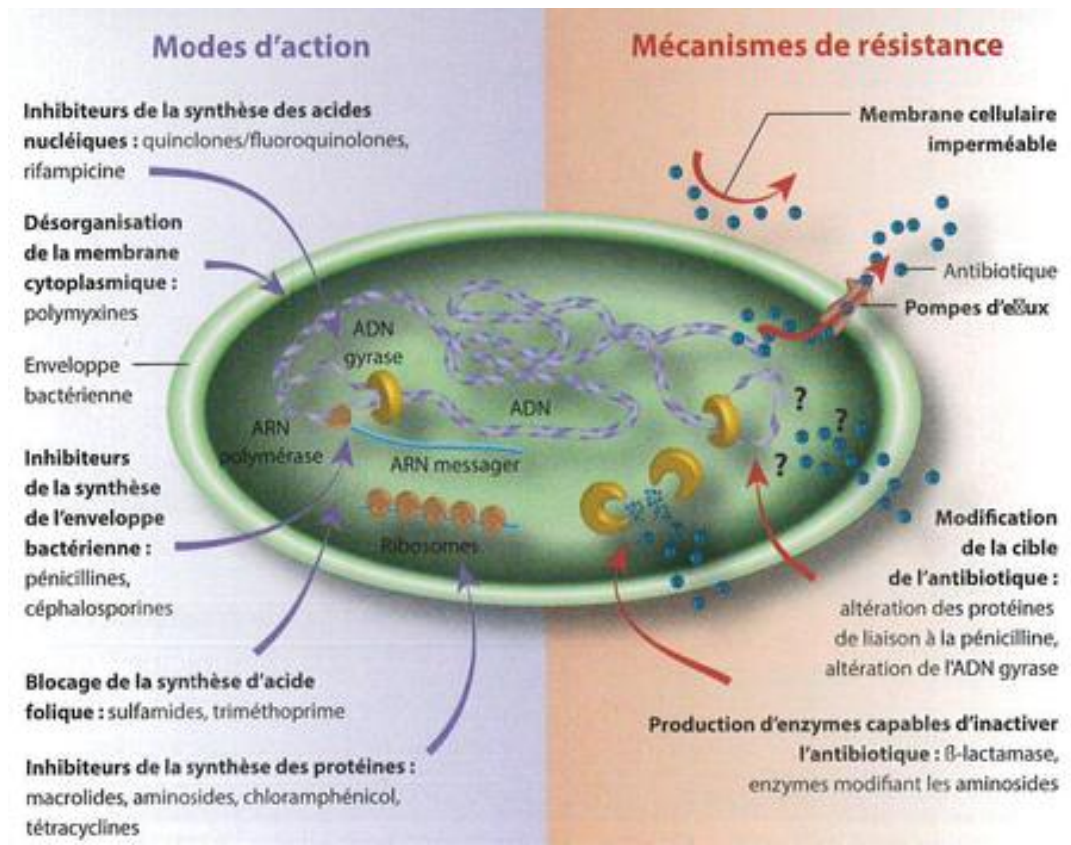 Modes d'action
Inhibiteurs de la synthèse des acides
nucléiques : quinclones/fluoroquinolones,
rifampicine
Désorganisation
de la membrane
cytoplasmique :
polymyxines
Enveloppe
bactérienne
Inhibiteurs
de la synthèse
de l'enveloppe
bactérienne :
pénicillines,
céphalosporines
Blocage de la synthèse d'acide
folique : sulfamides, triméthoprime
Inhibiteurs de la synthèse des protéines :
macrolides, aminosides, chloramphénicol,
tétracyclines
ADN
gyrase
ADN
ARN
polymérase
ARN messager
Ribosomes
Mécanismes de résistance
Membrane cellulaire
imperméable
Antibiotique
Pompes d'e☒ux
?
?
?
Modification
de la cible
de l'antibiotique :
altération des protéines
de liaison à la pénicilline,
altération de l'ADN gyrase
Production d'enzymes capables d'inactiver
l'antibiotique : ß-lactamase,
enzymes modifiant les aminosides